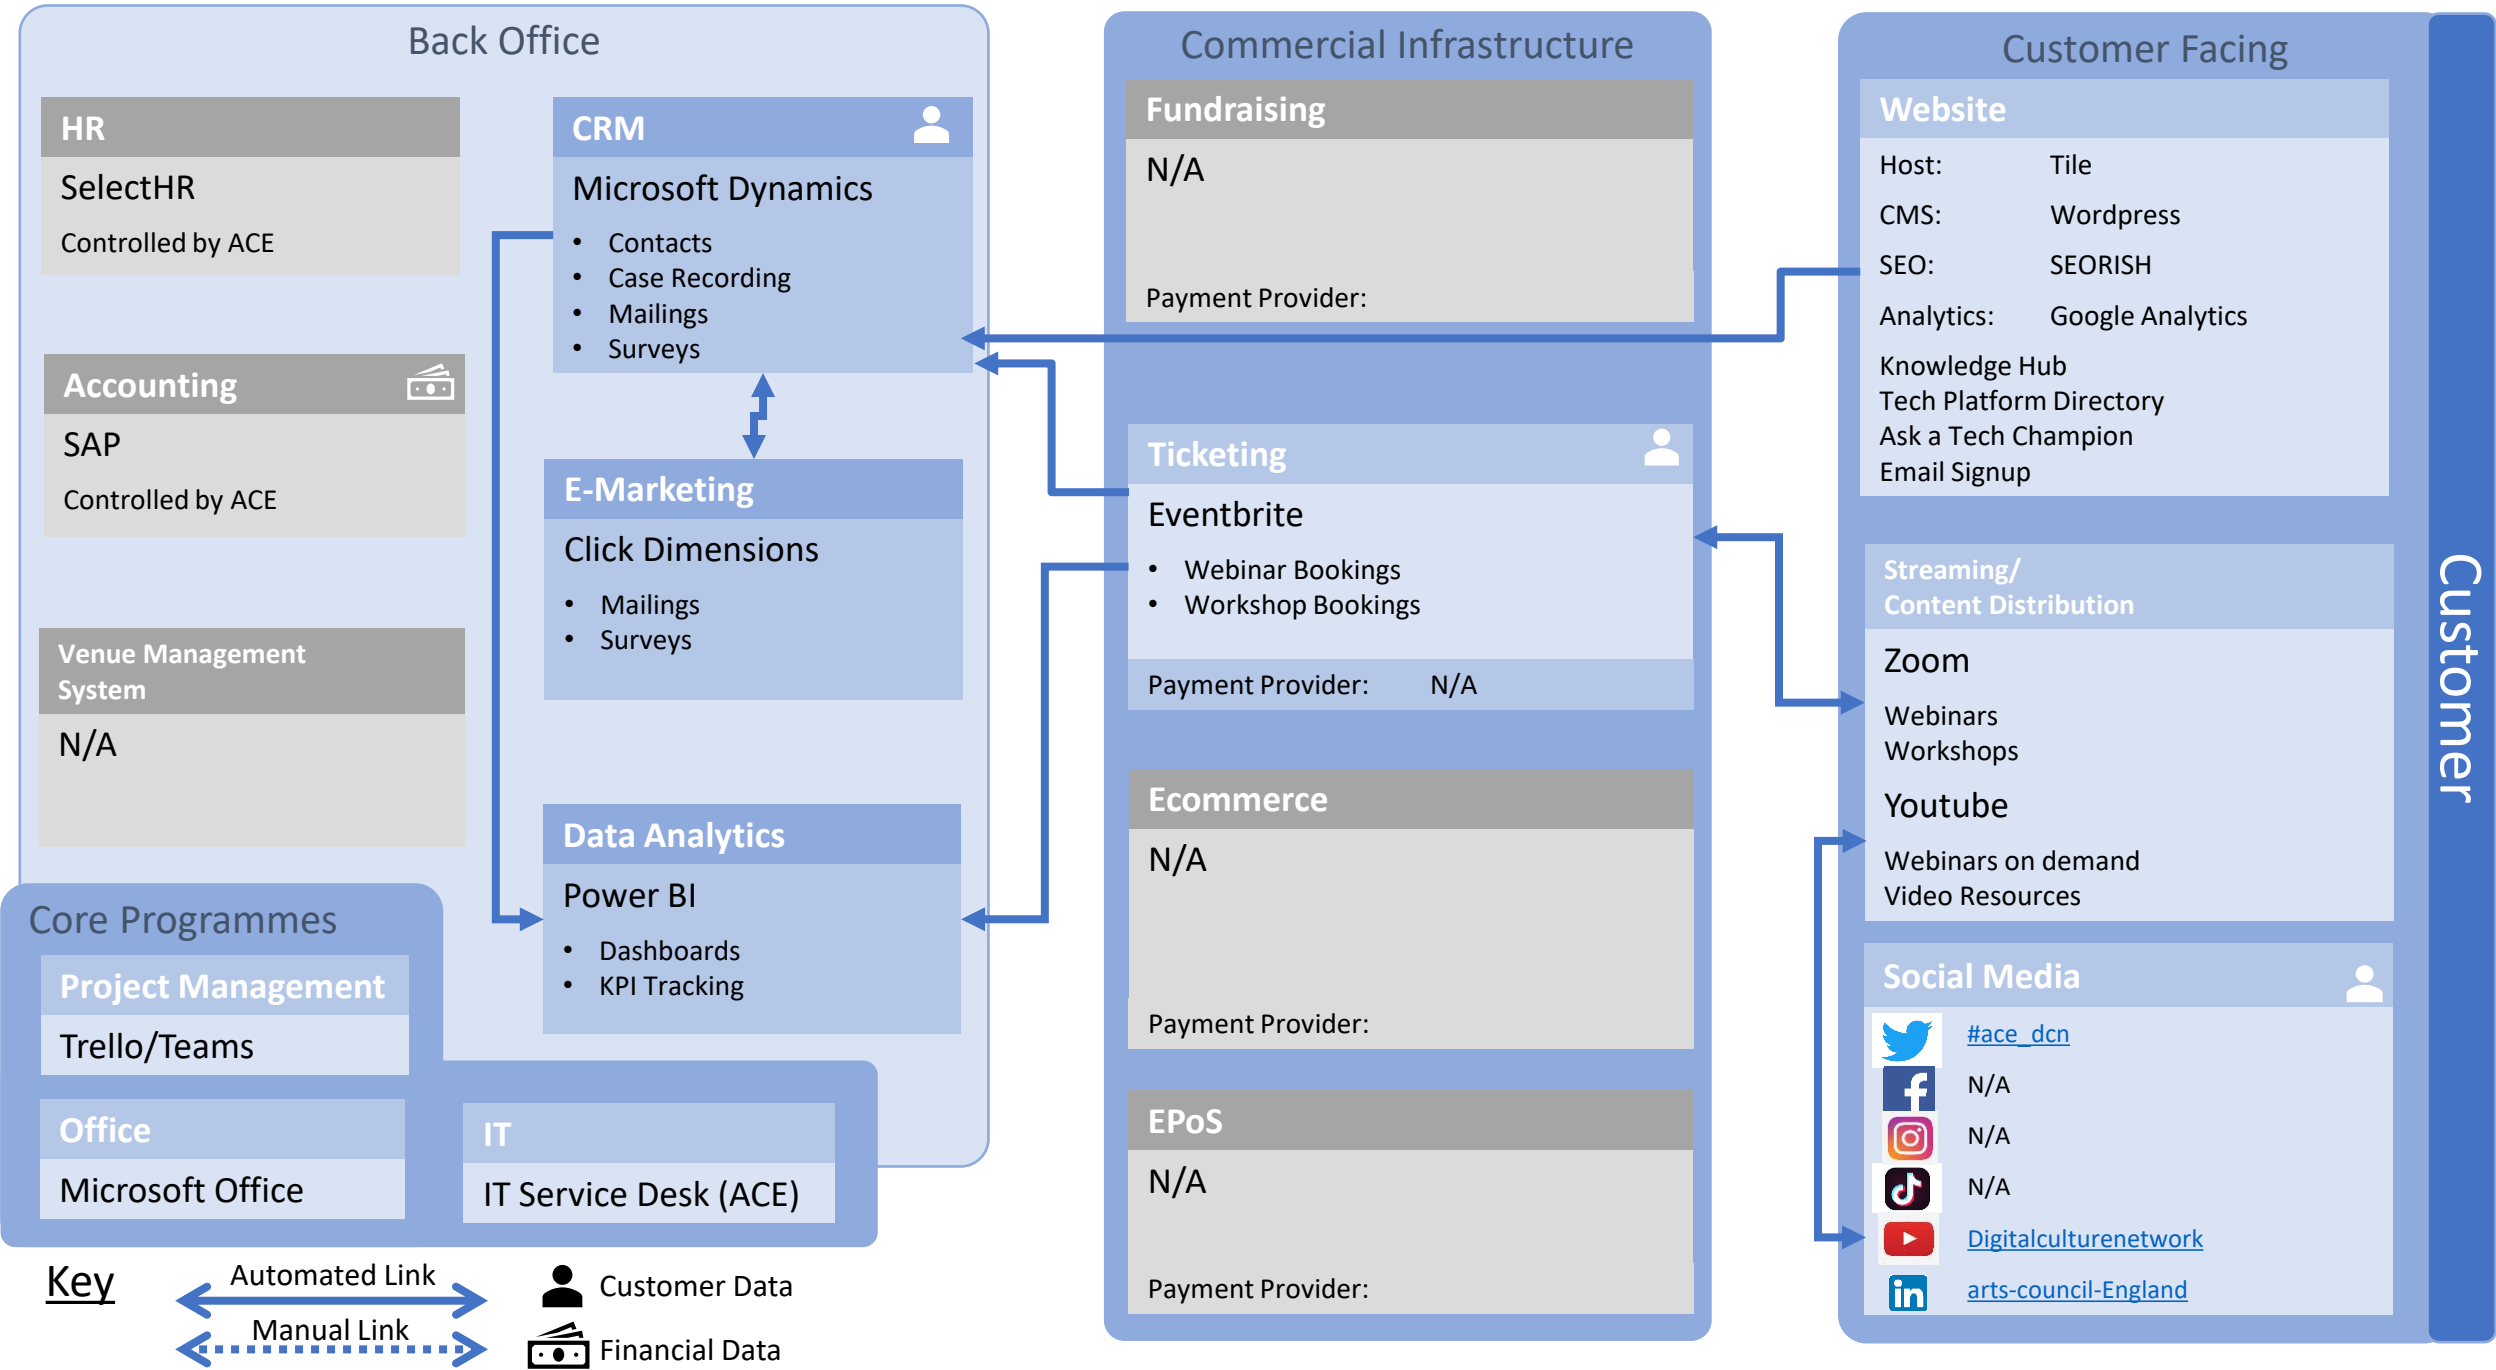 Back Office
HR
SelectHR
Controlled by ACE
Accounting
SAP
Controlled by ACE
Venue Management
System
N/A
CRM
Microsoft Dynamics
• Contacts
• Case Recording
• Mailings
• Surveys
E-Marketing
Click Dimensions
• Mailings
• Surveys
Data Analytics
Power BI
• Dashboards
• KPI Tracking
Core Programmes
Project Management
Trello/Teams
Office
Microsoft Office
IT
IT Service Desk (ACE)
Commercial Infrastructure
Fundraising
N/A
Payment Provider:
Ticketing
Eventbrite
• Webinar Bookings
• Workshop Bookings
Payment Provider: N/A
Ecommerce
N/A
Payment Provider:
EPoS
N/A
Payment Provider:
Customer Facing
Website
Host: Tile
CMS: Wordpress
SEO: SEORISH
Analytics: Google Analytics
Knowledge Hub
Tech Platform Directory
Ask a Tech Champion
Email Signup
Streaming/
Content Distribution
Zoom
Webinars
Workshops
Youtube
Webinars on demand
Video Resources
Social Media
#ace_dcn
N/A
N/A
N/A
Digitalculturenetwork
in arts-council-England
Customer
Key
Automated Link
Manual Link
Customer Data
Financial Data